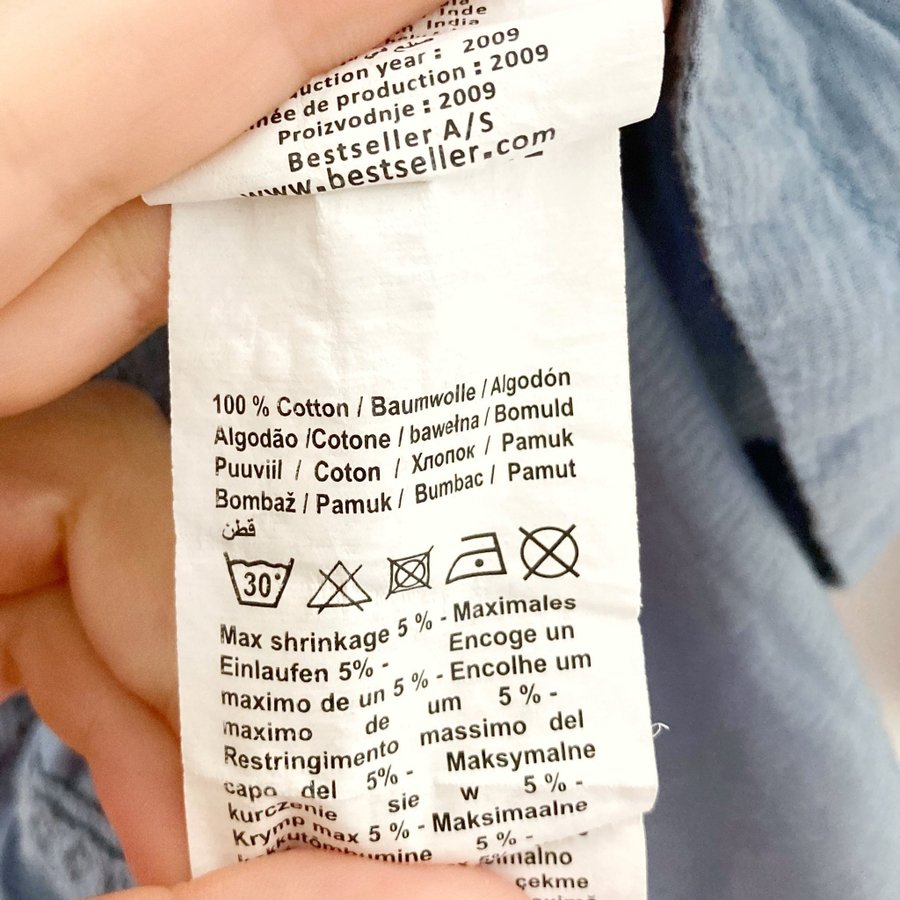 Inde
India
uction year : 2009
née de production : 2009
Proizvodnje : 2009
Bestseller A/S
www.bestseller.com
100 % Cotton / Baumwolle / Algodón
Algodão /Cotone / bawełna / Bomuld
Puuviil / Coton / Хлопок / Pamuk
Bombaž / Pamuk / Bumbac / Pamut
قطن
30°
Max shrinkage 5 % - Maximales
Einlaufen 5% - Encoge un
maximo de un 5 % - Encolhe um
maximo de um 5 % -
Restringimento massimo del
capo del 5% - Maksymalne
kurczenie sie w 5 % -
Krymp max 5 % - Maksimaalne
kokkutõmbumine 5 % -
çekme